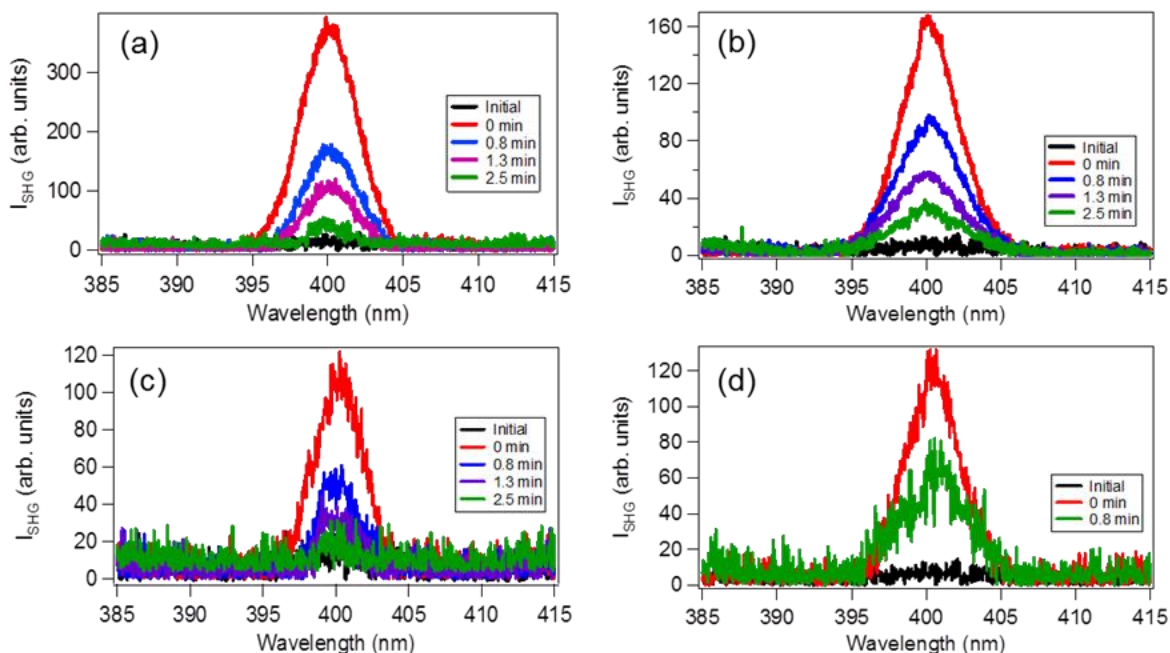 (a)
I_SHG (arb. units)
300
200
100
0
Initial
0 min
0.8 min
1.3 min
2.5 min
385 390 395 400 405 410 415
Wavelength (nm)
(b)
I_SHG (arb. units)
160
120
80
40
0
Initial
0 min
0.8 min
1.3 min
2.5 min
385 390 395 400 405 410 415
Wavelength (nm)
(c)
I_SHG (arb. units)
120
100
80
60
40
20
0
Initial
0 min
0.8 min
1.3 min
2.5 min
385 390 395 400 405 410 415
Wavelength (nm)
(d)
I_SHG (arb. units)
120
100
80
60
40
20
0
Initial
0 min
0.8 min
385 390 395 400 405 410 415
Wavelength (nm)